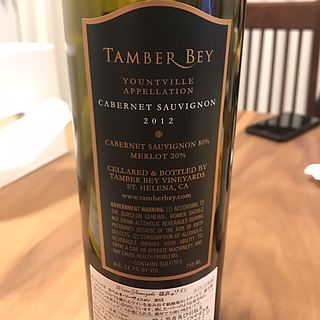 TAMBER BEY
YOUNTVILLE
APPELLATION
CABERNET SAUVIGNON
2012
CABERNET SAUVIGNON 80%
MERLOT 20%
CELLARED & BOTTLED BY
TAMBER BEY VINEYARDS
ST. HELENA, CA
www.tamberbey.com
GOVERNMENT WARNING: (1) ACCORDING TO
THE SURGEON GENERAL, WOMEN SHOULD
NOT DRINK ALCOHOLIC BEVERAGES DURING
PREGNANCY BECAUSE OF THE RISK OF BIRTH
DEFECTS. (2) CONSUMPTION OF ALCOHOLIC
BEVERAGES IMPAIRS YOUR ABILITY TO
DRIVE A CAR OR OPERATE MACHINERY, AND
MAY CAUSE HEALTH PROBLEMS.
CONTAINS SULFITES
ALC. 14.7% BY VOL. 750 ML